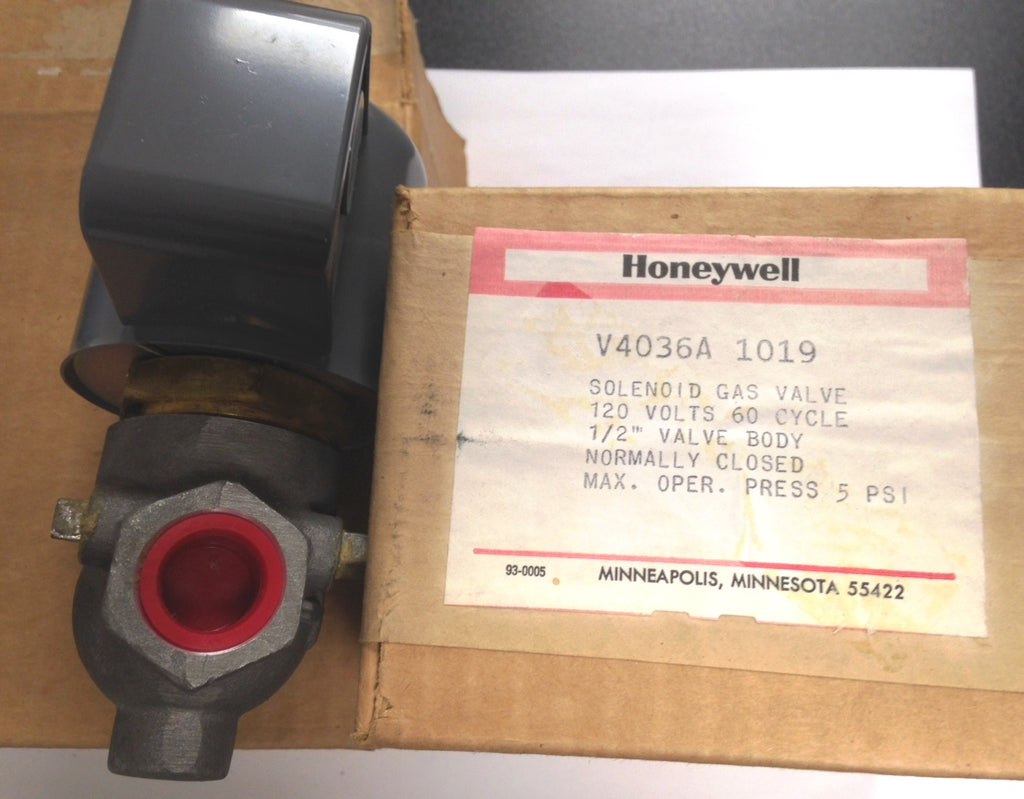 Honeywell
V4036A 1019
SOLENOID GAS VALVE
120 VOLTS 60 CYCLE
1/2" VALVE BODY
NORMALLY CLOSED
MAX. OPER. PRESS 5 PSI
93-0005 MINNEAPOLIS, MINNESOTA 55422